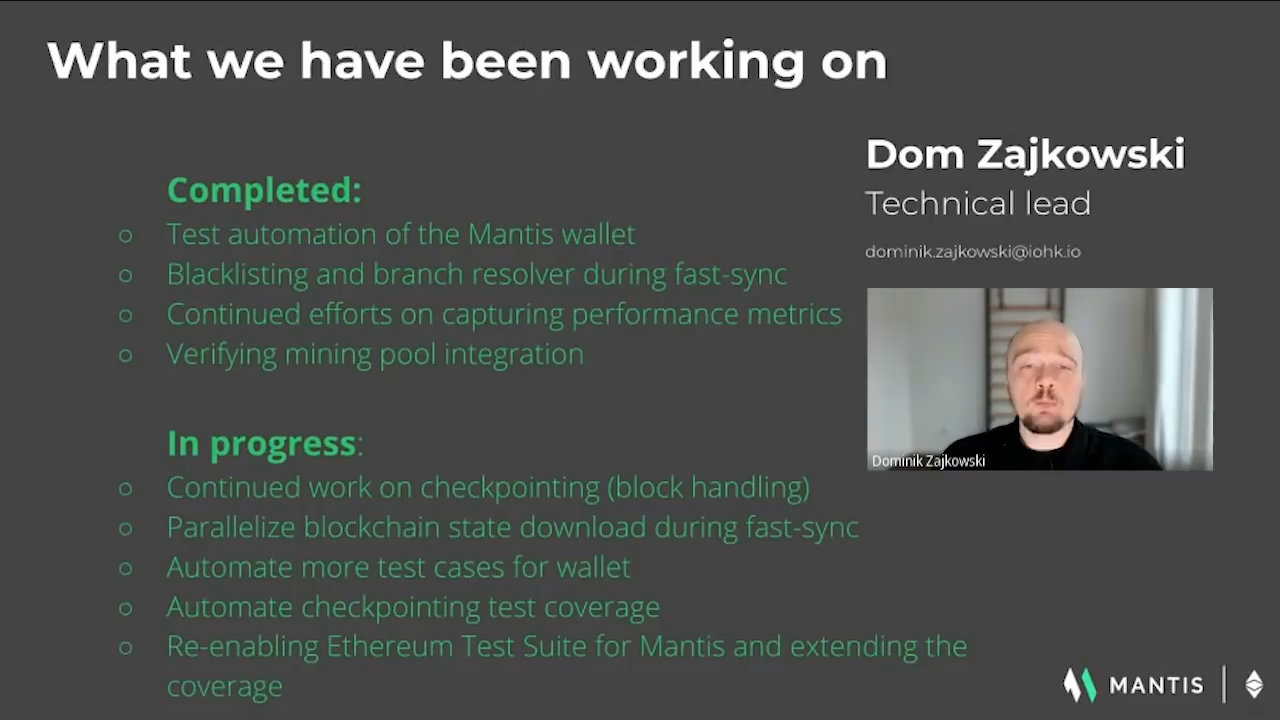 What we have been working on
Dom Zajkowski
Technical lead
dominik.zajkowski@iohk.io
Dominik Zajkowski
Completed:
Test automation of the Mantis wallet
Blacklisting and branch resolver during fast-sync
Continued efforts on capturing performance metrics
Verifying mining pool integration
In progress:
Continued work on checkpointing (block handling)
Parallelize blockchain state download during fast-sync
Automate more test cases for wallet
Automate checkpointing test coverage
Re-enabling Ethereum Test Suite for Mantis and extending the
coverage
MANTIS